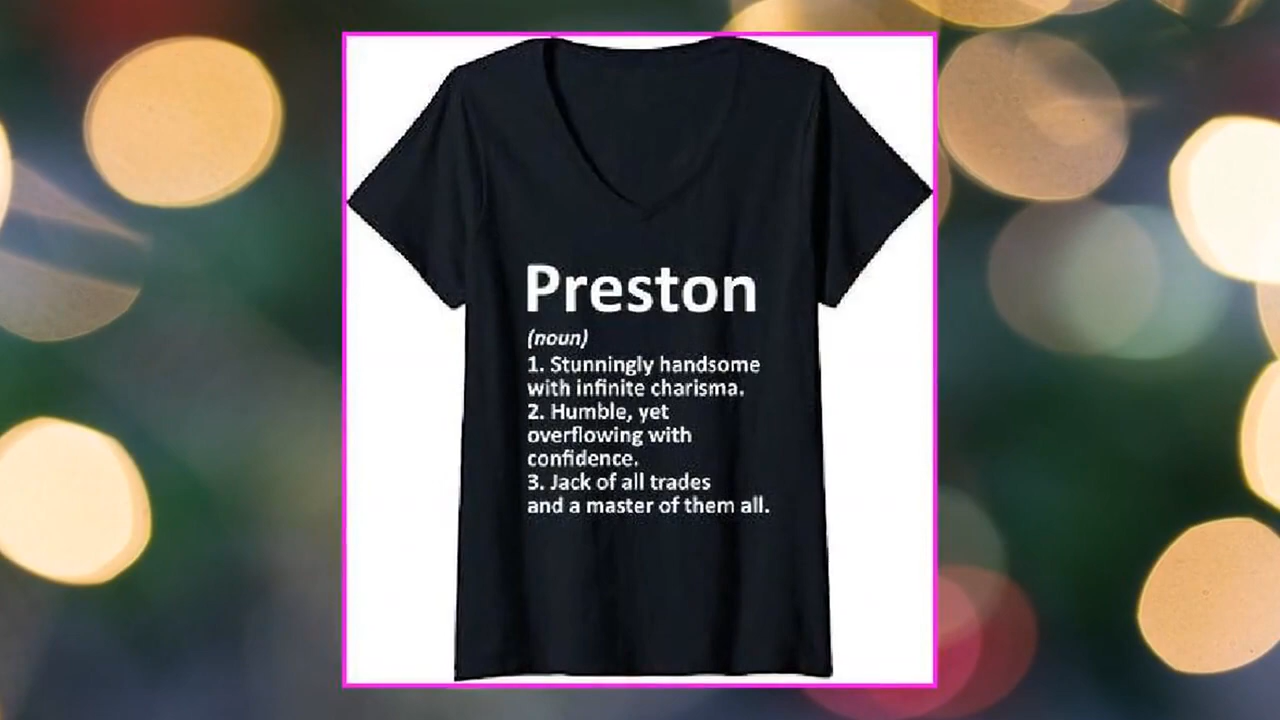 Preston
(noun)
1. Stunningly handsome
with infinite charisma.
2. Humble, yet
overflowing with
confidence.
3. Jack of all trades
and a master of them all.